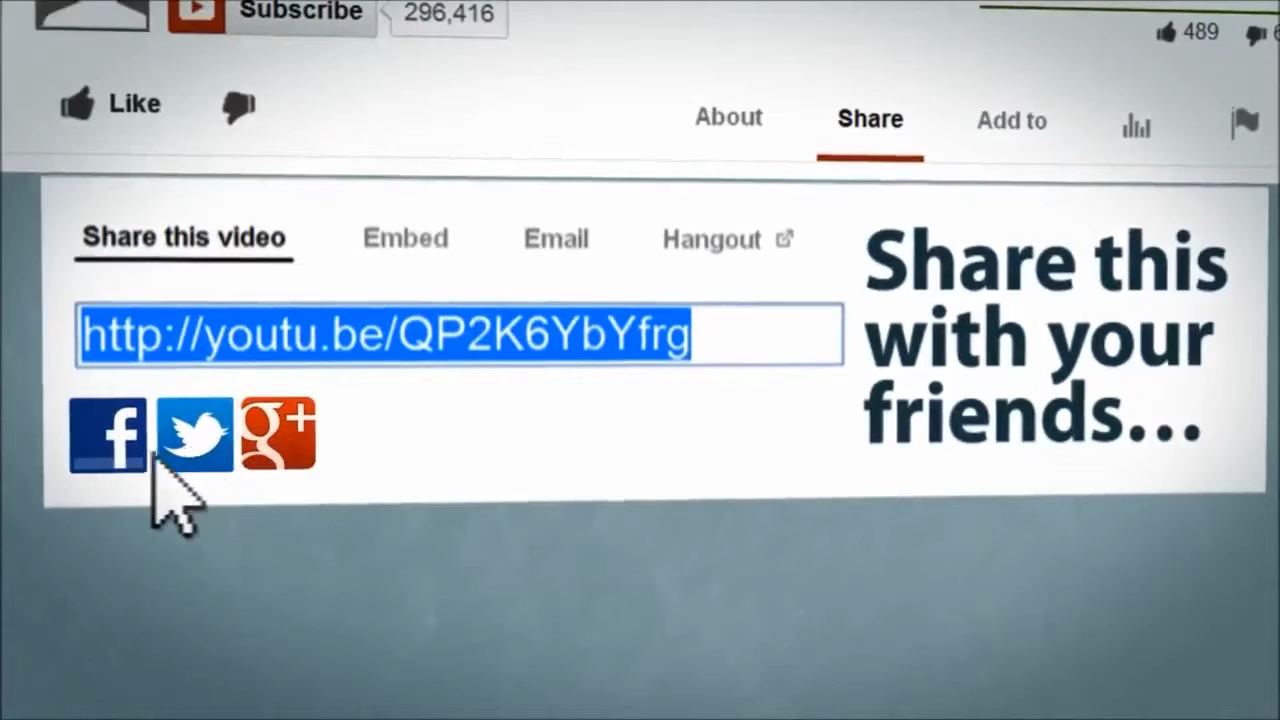 Subscribe 296,416
489
Like
About Share Add to
Share this video Embed Email Hangout
http://youtu.be/QP2K6YbYfrg
f g+
Share this
with your
friends...